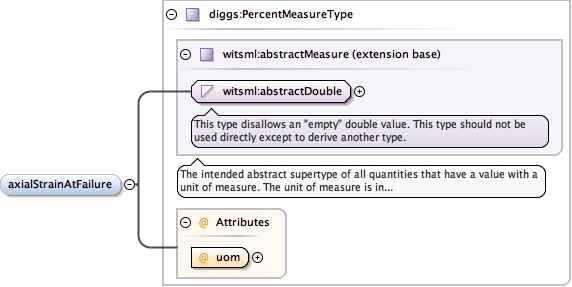 diggs:PercentMeasureType
witsml:abstractMeasure (extension base)
witsml:abstractDouble
This type disallows an "empty" double value. This type should not be
used directly except to derive another type.
The intended abstract supertype of all quantities that have a value with a
unit of measure. The unit of measure is in...
axialStrainAtFailure
@ Attributes
@ uom